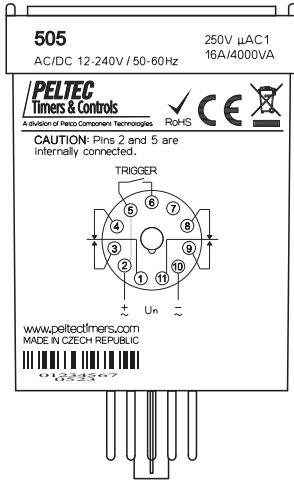 505
250V µAC1
AC/DC 12-240V / 50-60Hz
16A/4000VA
PELTEC
Timers & Controls
A division of Pelco Component Technologies
RoHS
CE
CAUTION: Pins 2 and 5 are
internally connected.
TRIGGER
5 6 7
4 8
3 9
2 1 11 10
+ Un -
~ ~
www.peltectimers.com
MADE IN CZECH REPUBLIC
01234567
0523